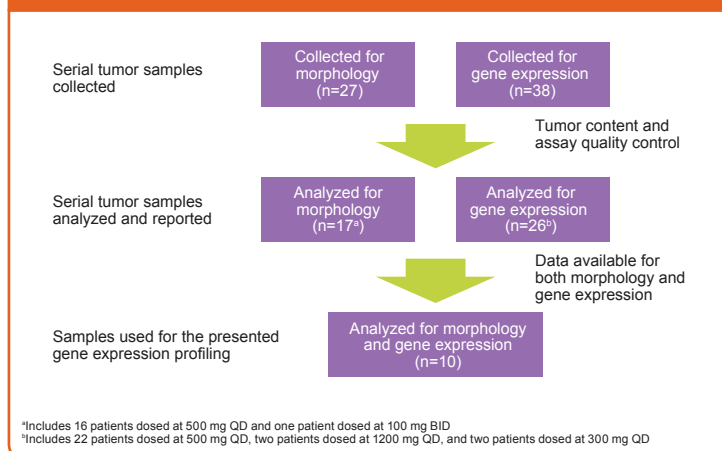 Serial tumor samples
collected
Collected for
morphology
(n=27)
Collected for
gene expression
(n=38)
Tumor content and
assay quality control
Serial tumor samples
analyzed and reported
Analyzed for
morphology
(n=17ᵃ)
Analyzed for
gene expression
(n=26ᵇ)
Data available for
both morphology and
gene expression
Samples used for the presented
gene expression profiling
Analyzed for morphology
and gene expression
(n=10)
ᵃIncludes 16 patients dosed at 500 mg QD and one patient dosed at 100 mg BID
ᵇIncludes 22 patients dosed at 500 mg QD, two patients dosed at 1200 mg QD, and two patients dosed at 300 mg QD